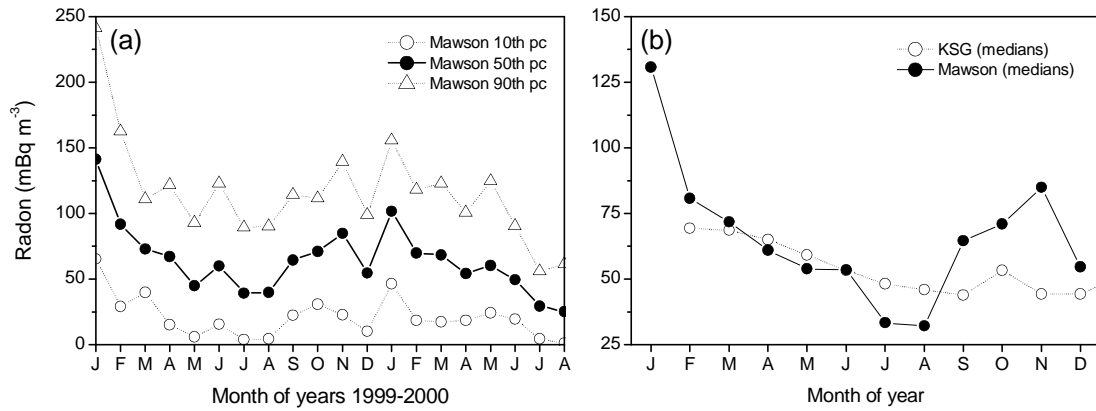 (a)
Mawson 10th pc
Mawson 50th pc
Mawson 90th pc
Radon (mBq m-3)
250
200
150
100
50
0
J F M A M J J A S O N D J F M A M J J A
Month of years 1999-2000
(b)
KSG (medians)
Mawson (medians)
150
125
100
75
50
25
J F M A M J J A S O N D
Month of year